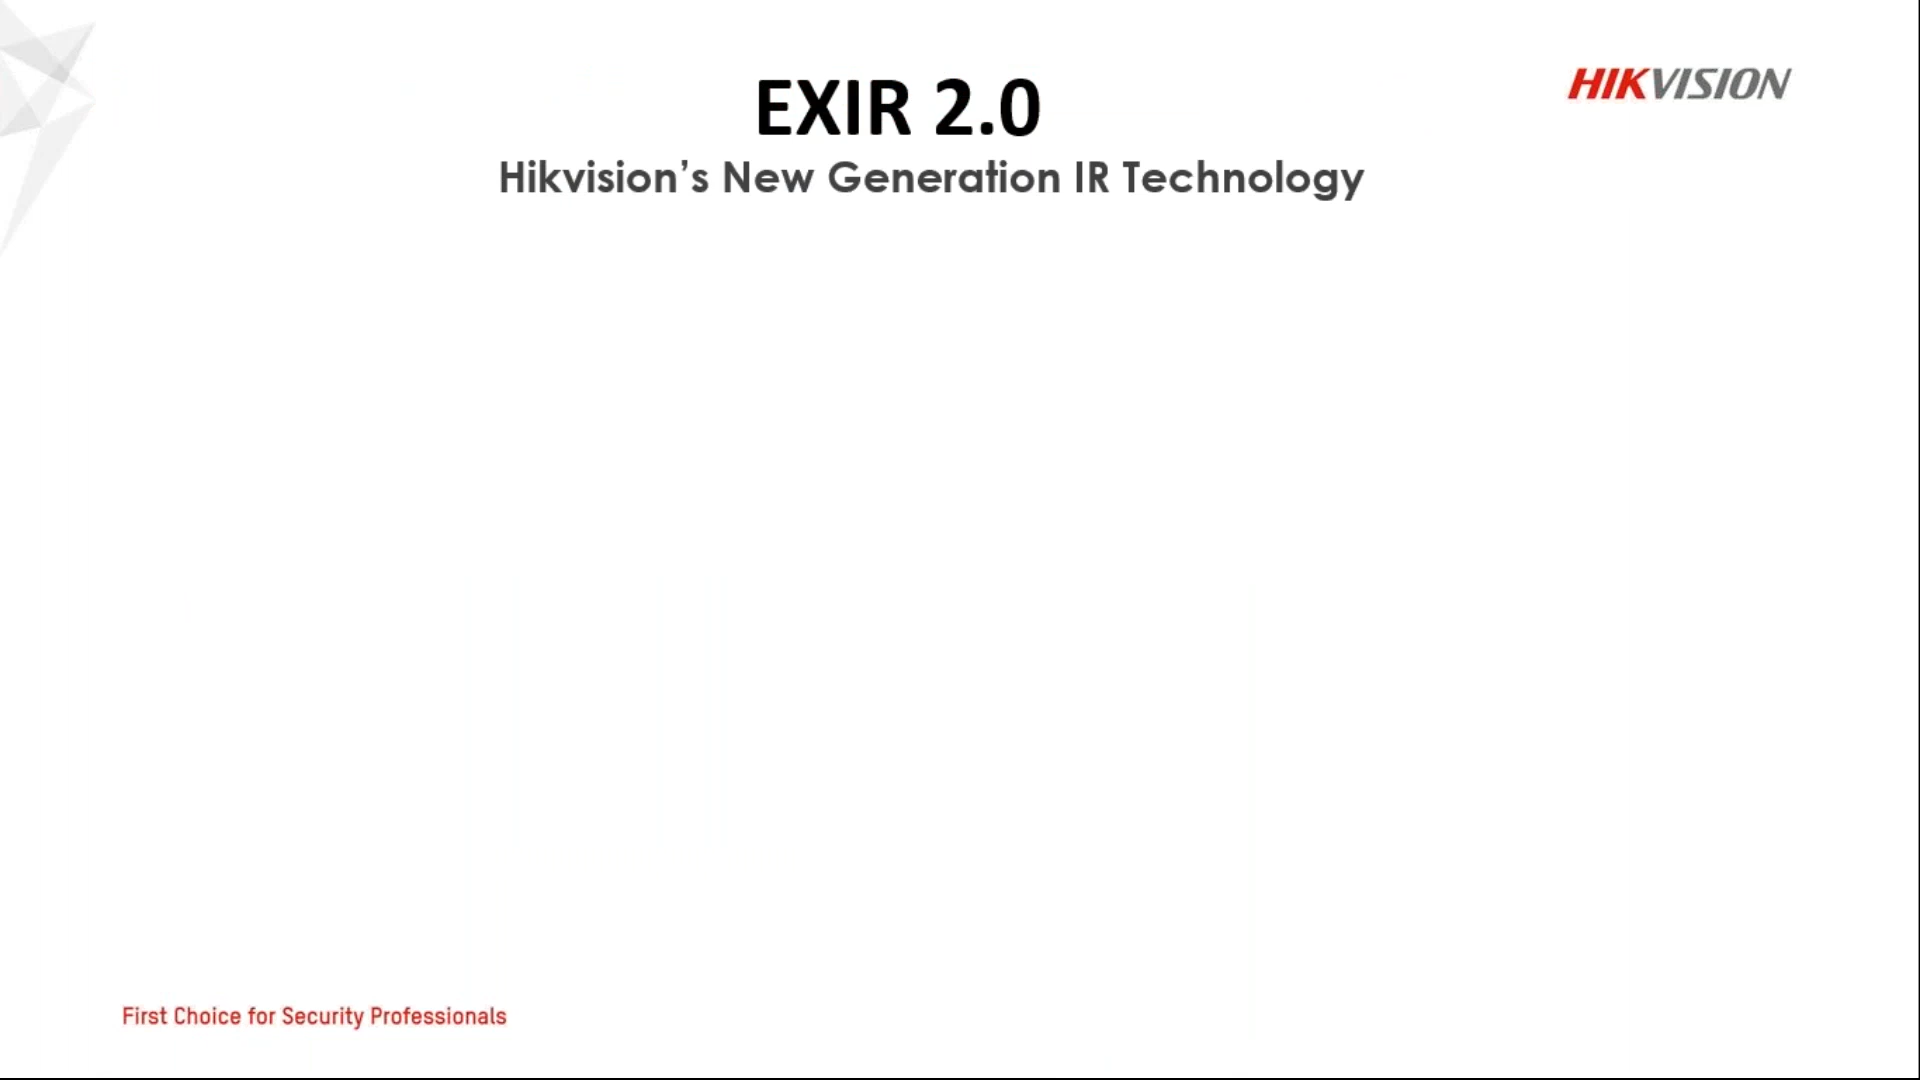 EXIR 2.0
HIKVISION
Hikvision’s New Generation IR Technology
First Choice for Security Professionals